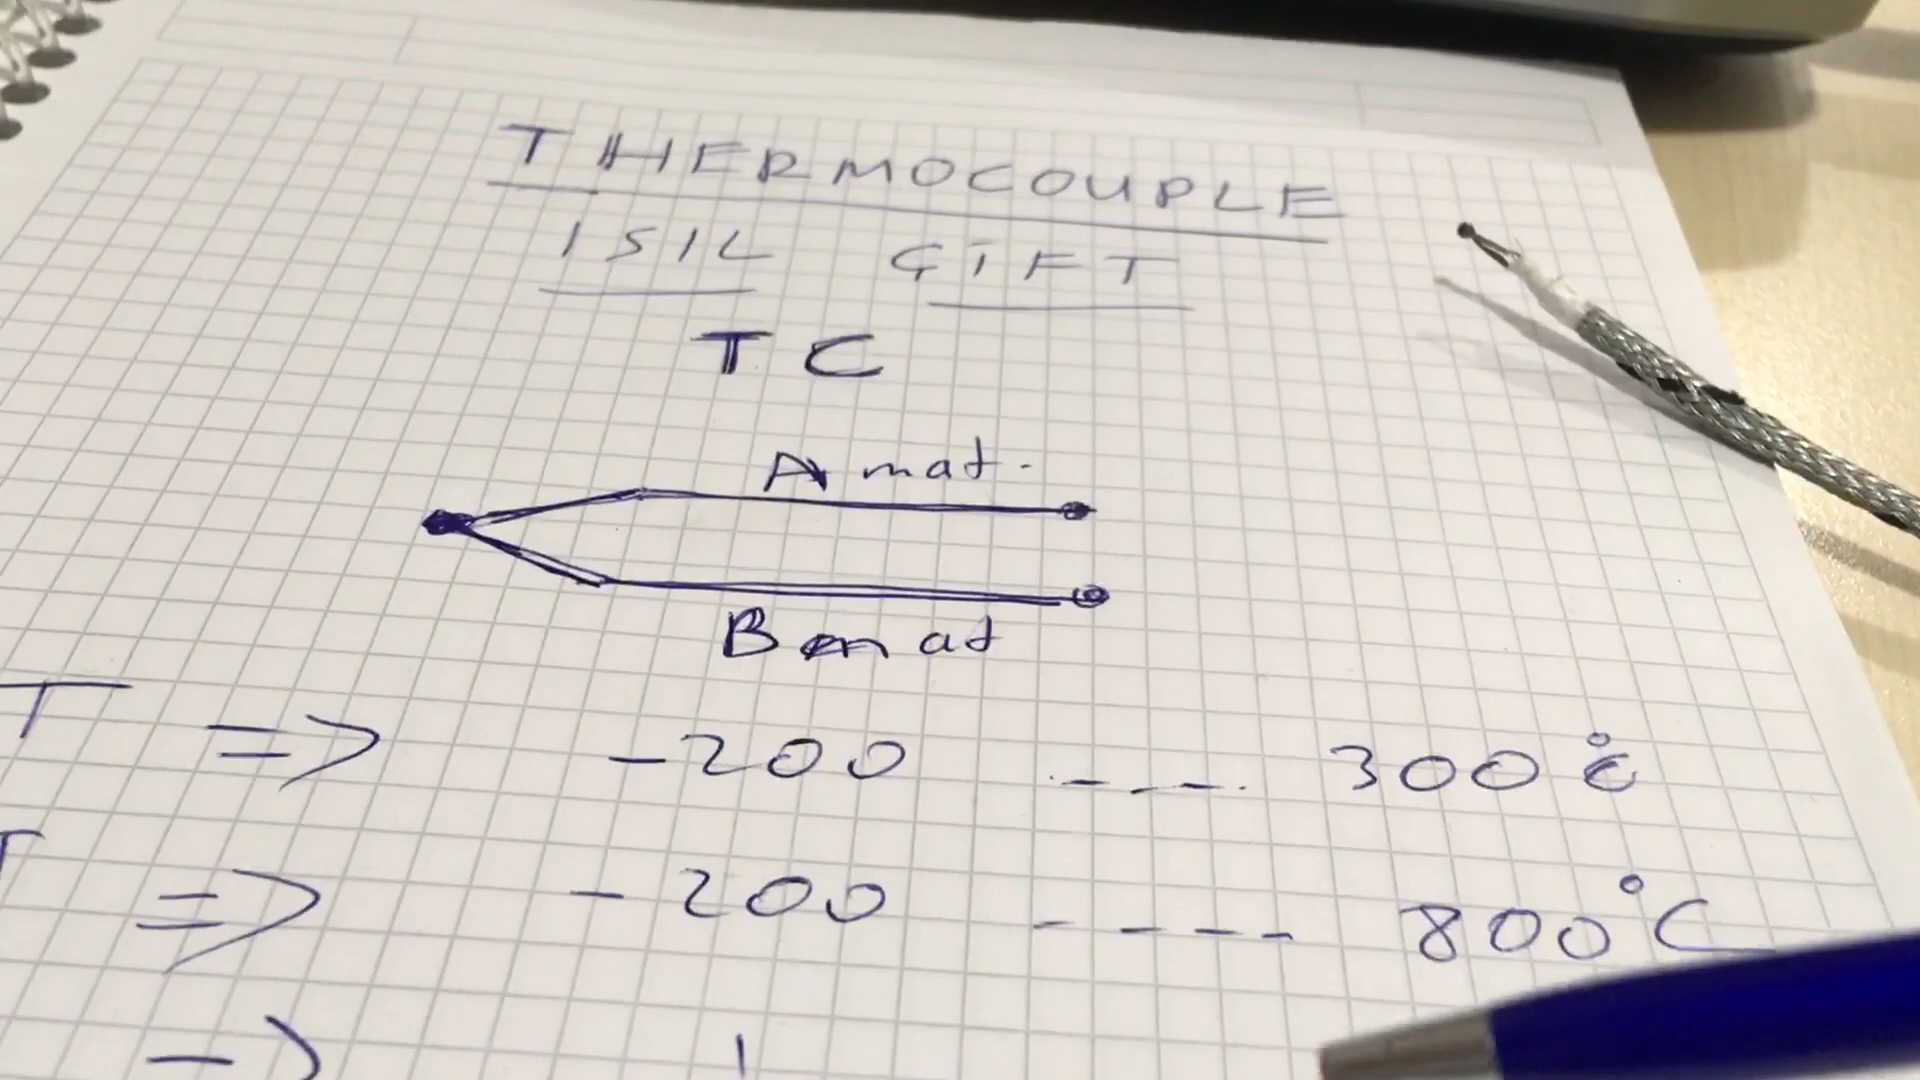 THERMOCOUPLE
ISIL ÇİFT
TC
A mat.
B mat
T => -200 ---. 300°C
T => -200 ---- 800°C